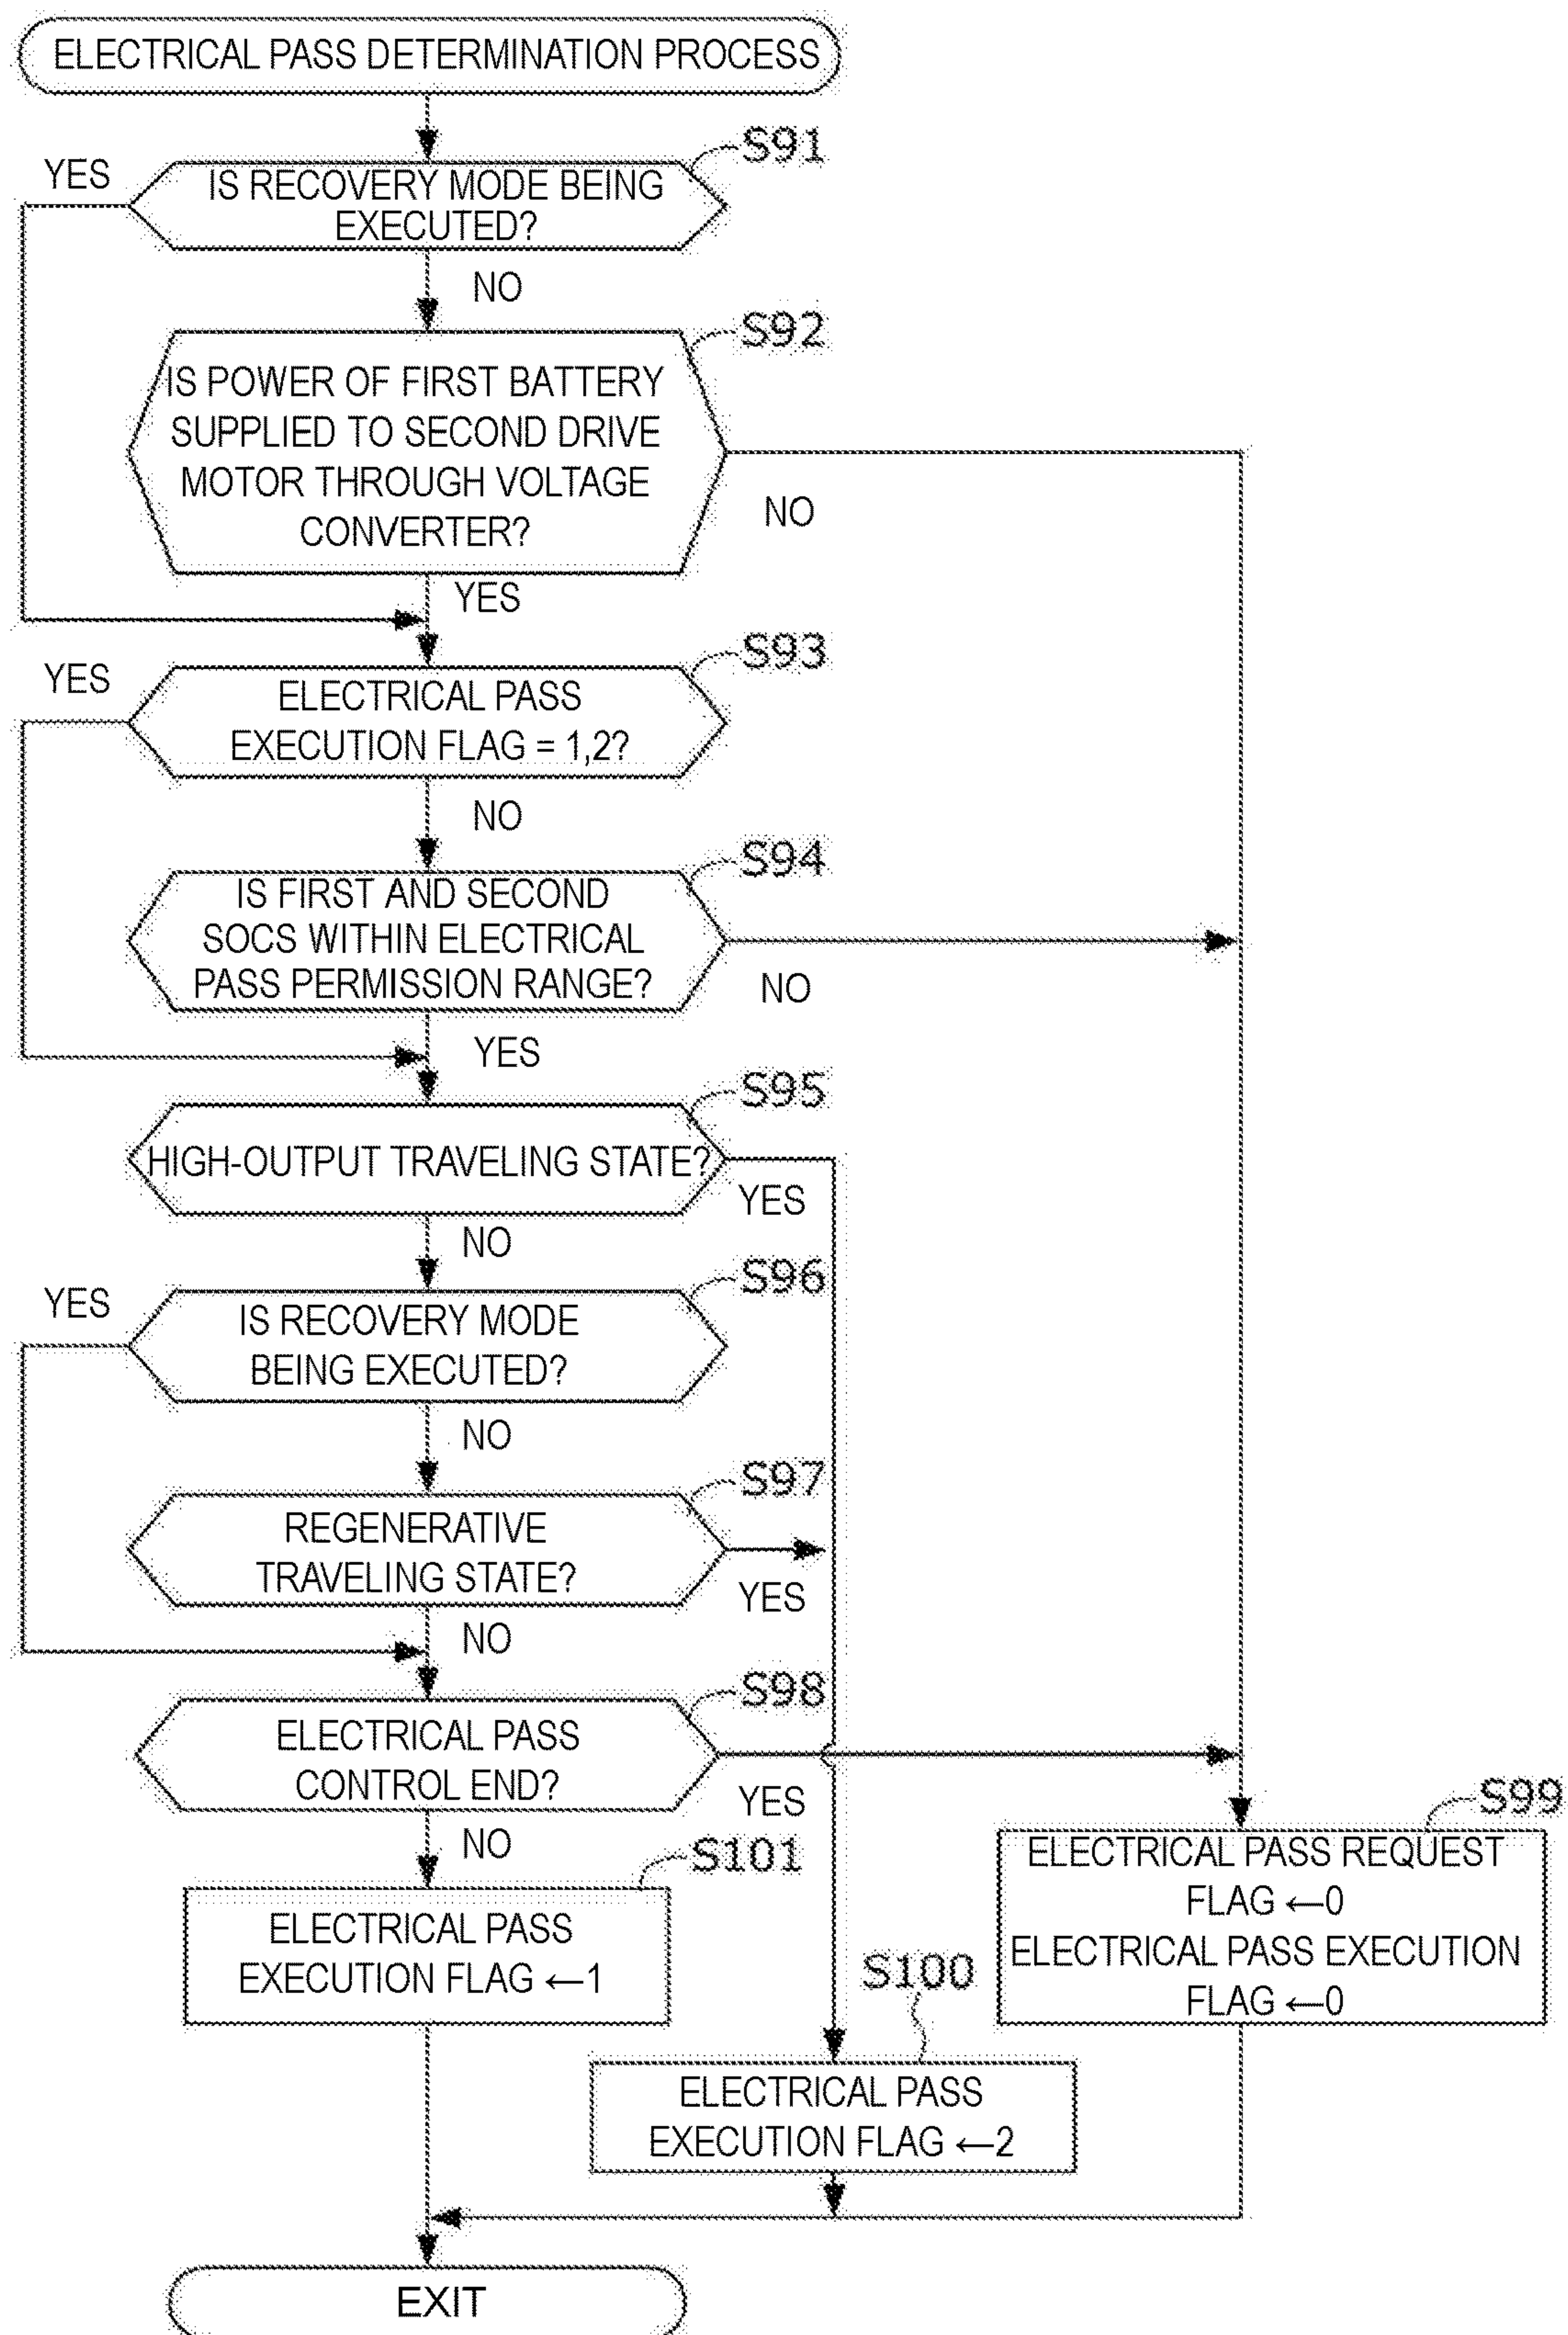 ELECTRICAL PASS DETERMINATION PROCESS
S91
YES
IS RECOVERY MODE BEING
EXECUTED?
NO
S92
IS POWER OF FIRST BATTERY
SUPPLIED TO SECOND DRIVE
MOTOR THROUGH VOLTAGE
CONVERTER?
NO
YES
S93
YES
ELECTRICAL PASS
EXECUTION FLAG = 1,2?
NO
S94
IS FIRST AND SECOND
SOCS WITHIN ELECTRICAL
PASS PERMISSION RANGE?
NO
YES
S95
HIGH-OUTPUT TRAVELING STATE?
YES
NO
S96
YES
IS RECOVERY MODE
BEING EXECUTED?
NO
S97
REGENERATIVE
TRAVELING STATE?
YES
NO
S98
ELECTRICAL PASS
CONTROL END?
YES
NO
S99
ELECTRICAL PASS REQUEST
FLAG ←0
ELECTRICAL PASS EXECUTION
FLAG ←0
S101
ELECTRICAL PASS
EXECUTION FLAG ←1
S100
ELECTRICAL PASS
EXECUTION FLAG ←2
EXIT